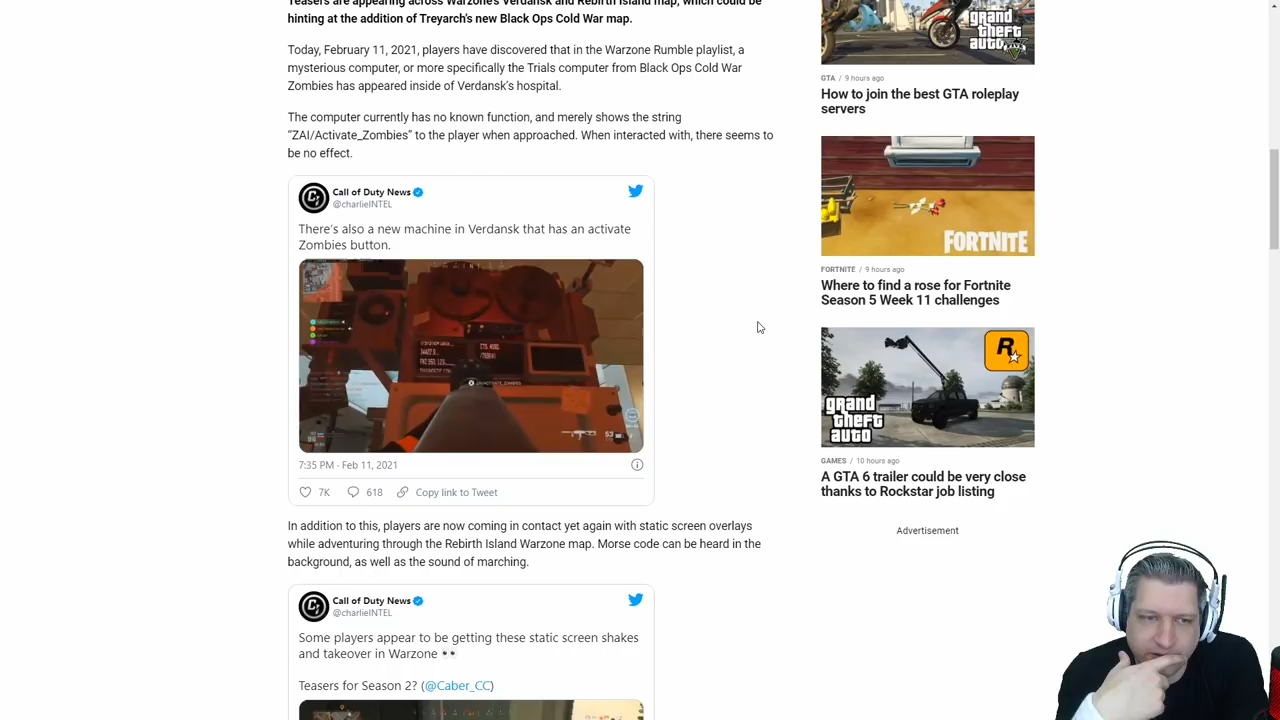 Teasers are appearing across Warzone's Verdansk and Rebirth Island map, which could be
hinting at the addition of Treyarch's new Black Ops Cold War map.
Today, February 11, 2021, players have discovered that in the Warzone Rumble playlist, a
mysterious computer, or more specifically the Trials computer from Black Ops Cold War
Zombies has appeared inside of Verdansk's hospital.
The computer currently has no known function, and merely shows the string
“ZAI/Activate_Zombies” to the player when approached. When interacted with, there seems to
be no effect.
Call of Duty News
@charlieINTEL
There's also a new machine in Verdansk that has an activate
Zombies button.
7:35 PM · Feb 11, 2021
7K 618 Copy link to Tweet
In addition to this, players are now coming in contact yet again with static screen overlays
while adventuring through the Rebirth Island Warzone map. Morse code can be heard in the
background, as well as the sound of marching.
Call of Duty News
@charlieINTEL
Some players appear to be getting these static screen shakes
and takeover in Warzone 👀
Teasers for Season 2? (@Caber_CC)
grand
theft
auto
V
GTA / 9 hours ago
How to join the best GTA roleplay
servers
FORTNITE
FORTNITE / 9 hours ago
Where to find a rose for Fortnite
Season 5 Week 11 challenges
R
grand
theft
auto
GAMES / 10 hours ago
A GTA 6 trailer could be very close
thanks to Rockstar job listing
Advertisement